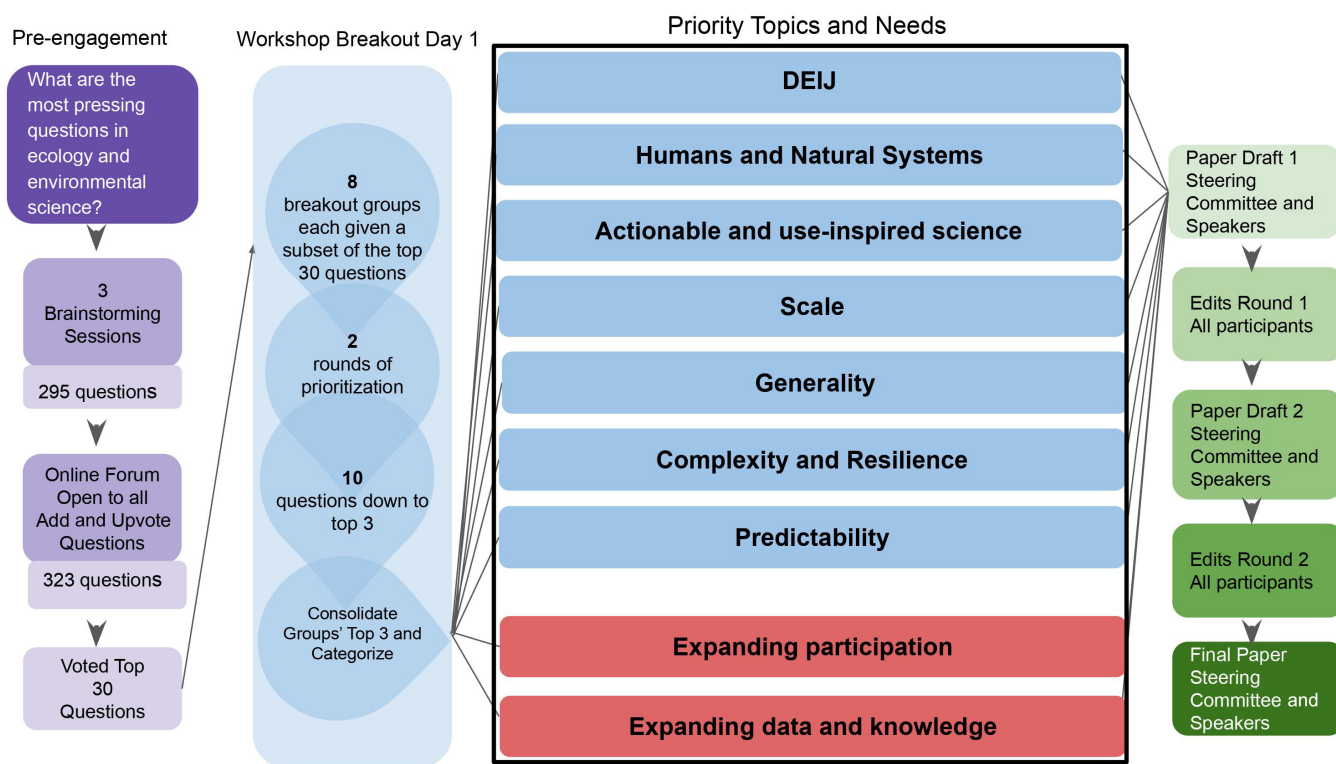 Pre-engagement
What are the
most pressing
questions in
ecology and
environmental
science?
3
Brainstorming
Sessions
295 questions
Online Forum
Open to all
Add and Upvote
Questions
323 questions
Voted Top
30
Questions
Workshop Breakout Day 1
8
breakout groups
each given a
subset of the top
30 questions
2
rounds of
prioritization
10
questions down to
top 3
Consolidate
Groups' Top 3 and
Categorize
Priority Topics and Needs
DEIJ
Humans and Natural Systems
Actionable and use-inspired science
Scale
Generality
Complexity and Resilience
Predictability
Expanding participation
Expanding data and knowledge
Paper Draft 1
Steering
Committee and
Speakers
Edits Round 1
All participants
Paper Draft 2
Steering
Committee and
Speakers
Edits Round 2
All participants
Final Paper
Steering
Committee and
Speakers